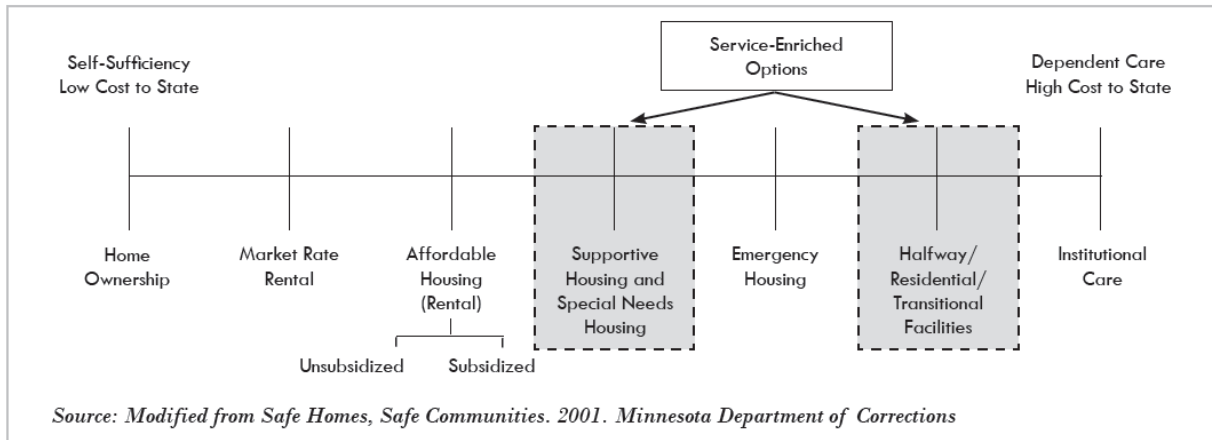 Self-Sufficiency
Low Cost to State
Service-Enriched
Options
Dependent Care
High Cost to State
Home
Ownership
Market Rate
Rental
Affordable
Housing
(Rental)
Unsubsidized
Subsidized
Supportive
Housing and
Special Needs
Housing
Emergency
Housing
Halfway/
Residential/
Transitional
Facilities
Institutional
Care
Source: Modified from Safe Homes, Safe Communities. 2001. Minnesota Department of Corrections